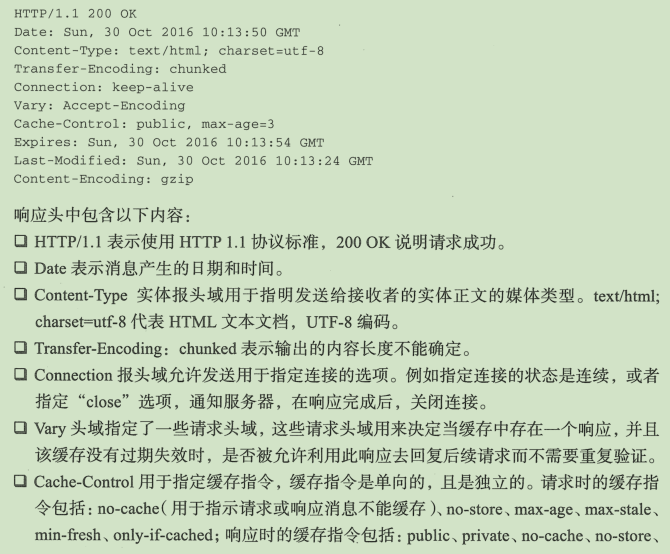 HTTP/1.1 200 OK
Date: Sun, 30 Oct 2016 10:13:50 GMT
Content-Type: text/html; charset=utf-8
Transfer-Encoding: chunked
Connection: keep-alive
Vary: Accept-Encoding
Cache-Control: public, max-age=3
Expires: Sun, 30 Oct 2016 10:13:54 GMT
Last-Modified: Sun, 30 Oct 2016 10:13:24 GMT
Content-Encoding: gzip
响应头中包含以下内容：
❑ HTTP/1.1 表示使用 HTTP 1.1 协议标准，200 OK 说明请求成功。
❑ Date 表示消息产生的日期和时间。
❑ Content-Type 实体报头域用于指明发送给接收者的实体正文的媒体类型。text/html;
charset=utf-8 代表 HTML 文本文档，UTF-8 编码。
❑ Transfer-Encoding：chunked 表示输出的内容长度不能确定。
❑ Connection 报头域允许发送用于指定连接的选项。例如指定连接的状态是连续，或者
指定“close”选项，通知服务器，在响应完成后，关闭连接。
❑ Vary 头域指定了一些请求头域，这些请求头域用来决定当缓存中存在一个响应，并且
该缓存没有过期失效时，是否被允许利用此响应去回复后续请求而不需要重复验证。
❑ Cache-Control 用于指定缓存指令，缓存指令是单向的，且是独立的。请求时的缓存指
令包括：no-cache（用于指示请求或响应消息不能缓存）、no-store、max-age、max-stale、
min-fresh、only-if-cached；响应时的缓存指令包括：public、private、no-cache、no-store、